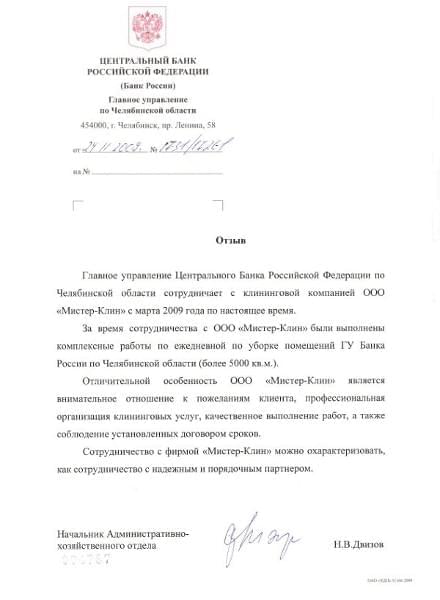 ЦЕНТРАЛЬНЫЙ БАНК
РОССИЙСКОЙ ФЕДЕРАЦИИ
(Банк России)
Главное управление
по Челябинской области
454000, г. Челябинск, пр. Ленина, 58
от 24.11.2009. №
на №
Отзыв
Главное управление Центрального Банка Российской Федерации по
Челябинской области сотрудничает с клининговой компанией ООО
«Мистер-Клин» с марта 2009 года по настоящее время.
За время сотрудничества с ООО «Мистер-Клин» были выполнены
комплексные работы по ежедневной по уборке помещений ГУ Банка
России по Челябинской области (более 5000 кв.м.).
Отличительной особенность ООО «Мистер-Клин» является
внимательное отношение к пожеланиям клиента, профессиональная
организация клининговых услуг, качественное выполнение работ, а также
соблюдение установленных договором сроков.
Сотрудничество с фирмой «Мистер-Клин» можно охарактеризовать,
как сотрудничество с надежным и порядочным партнером.
Начальник Административно-
хозяйственного отдела
Н.В.Двизов